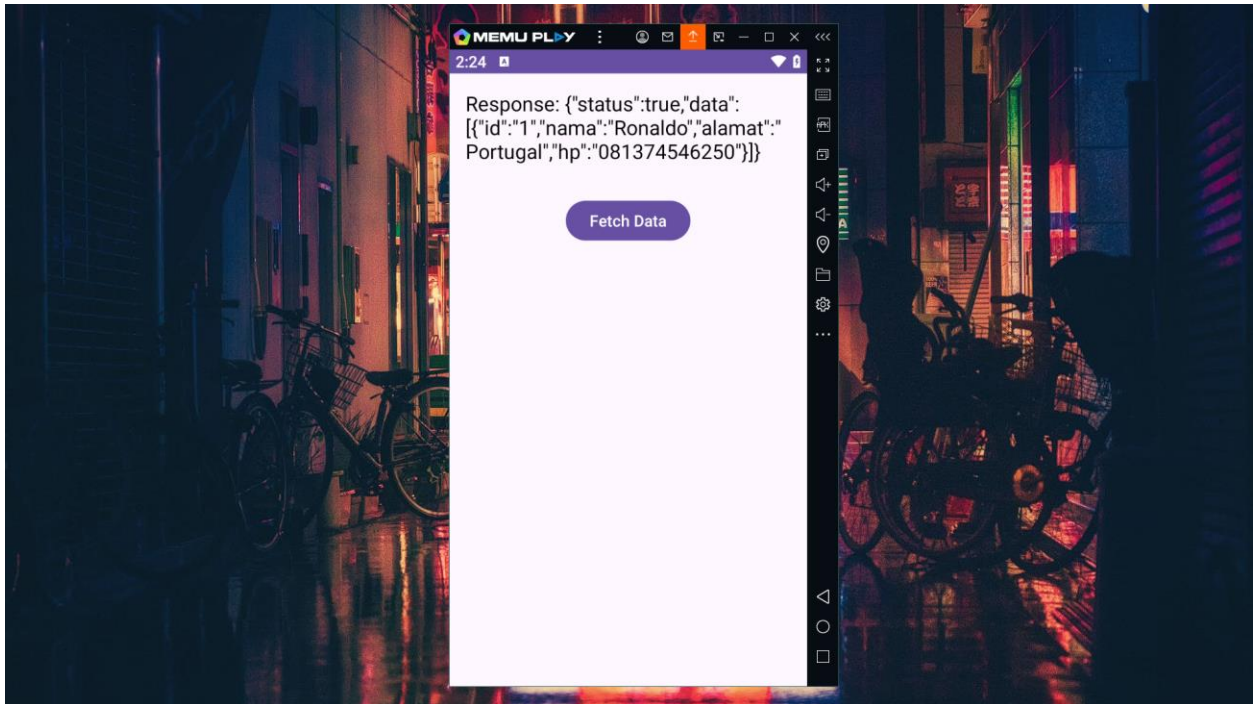 MEMU PLAY
2:24
Response: {"status":true,"data":
[{"id":"1","nama":"Ronaldo","alamat":"
Portugal","hp":"081374546250"}]}
Fetch Data